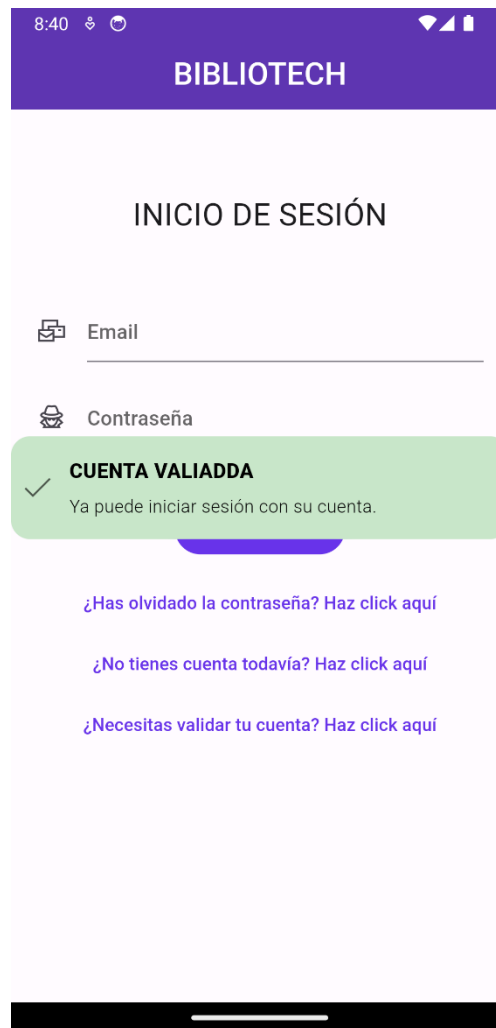 8:40
BIBLIOTECH
INICIO DE SESIÓN
Email
Contraseña
CUENTA VALIADDA
Ya puede iniciar sesión con su cuenta.
¿Has olvidado la contraseña? Haz click aquí
¿No tienes cuenta todavía? Haz click aquí
¿Necesitas validar tu cuenta? Haz click aquí